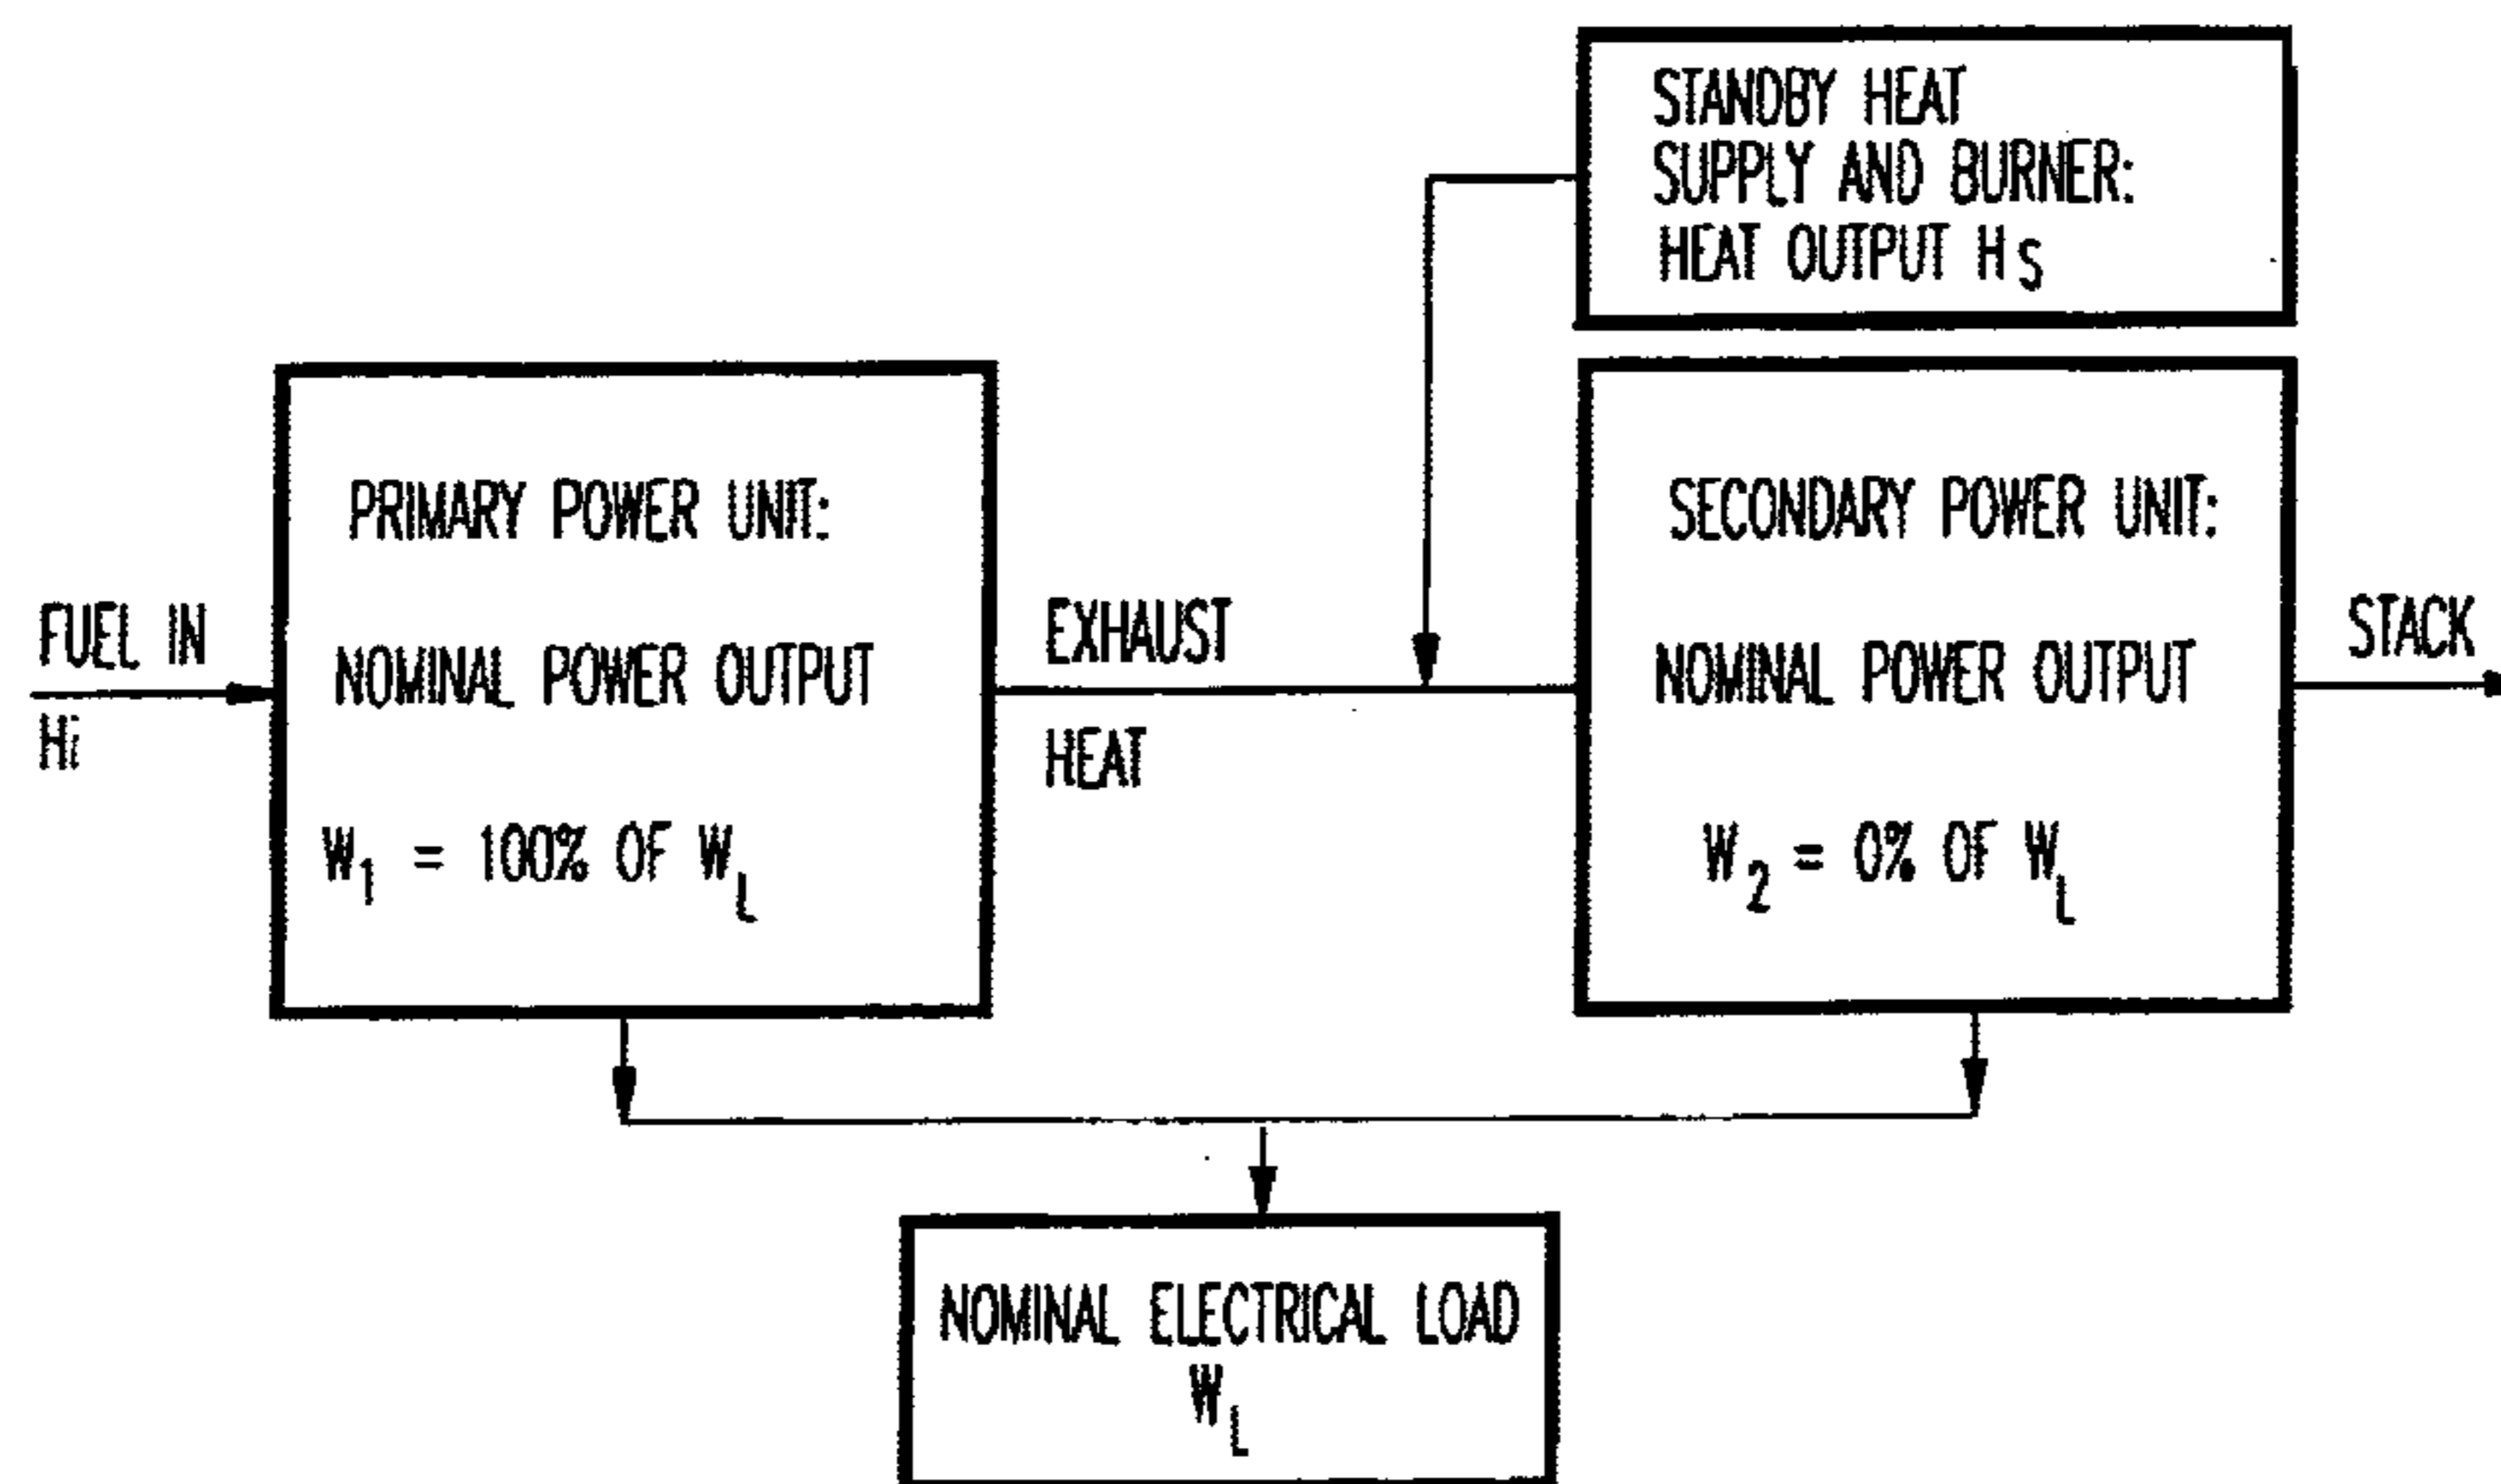 STANDBY HEAT
SUPPLY AND BURNER:
HEAT OUTPUT HS
PRIMARY POWER UNIT:
NOMINAL POWER OUTPUT
W1 = 100% OF WL
FUEL IN
Hi
EXHAUST
HEAT
SECONDARY POWER UNIT:
NOMINAL POWER OUTPUT
W2 = 0% OF WL
STACK
NOMINAL ELECTRICAL LOAD
WL